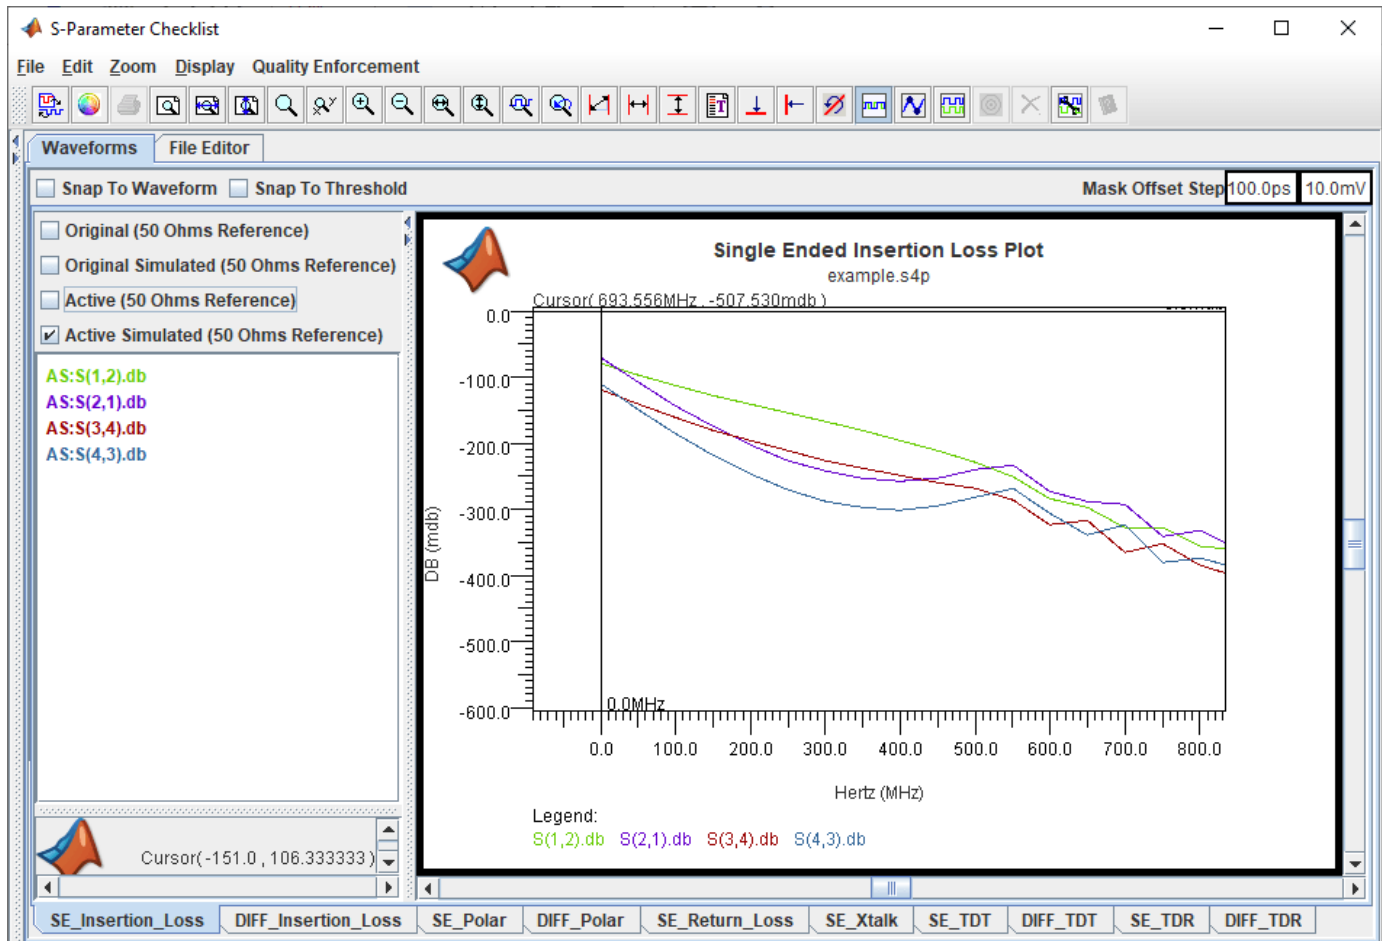 S-Parameter Checklist
File Edit Zoom Display Quality Enforcement
Waveforms File Editor
Snap To Waveform Snap To Threshold Mask Offset Step 100.0ps 10.0mV
Original (50 Ohms Reference)
Original Simulated (50 Ohms Reference)
Active (50 Ohms Reference)
Active Simulated (50 Ohms Reference)
AS:S(1,2).db
AS:S(2,1).db
AS:S(3,4).db
AS:S(4,3).db
Cursor(-151.0 , 106.333333)
Single Ended Insertion Loss Plot
example.s4p
Cursor( 693.556MHz , -507.530mdb )
0.0
-100.0
-200.0
-300.0
-400.0
-500.0
-600.0
DB (mdb)
0.0MHz
0.0 100.0 200.0 300.0 400.0 500.0 600.0 700.0 800.0
Hertz (MHz)
Legend:
S(1,2).db S(2,1).db S(3,4).db S(4,3).db
SE_Insertion_Loss DIFF_Insertion_Loss SE_Polar DIFF_Polar SE_Return_Loss SE_Xtalk SE_TDT DIFF_TDT SE_TDR DIFF_TDR